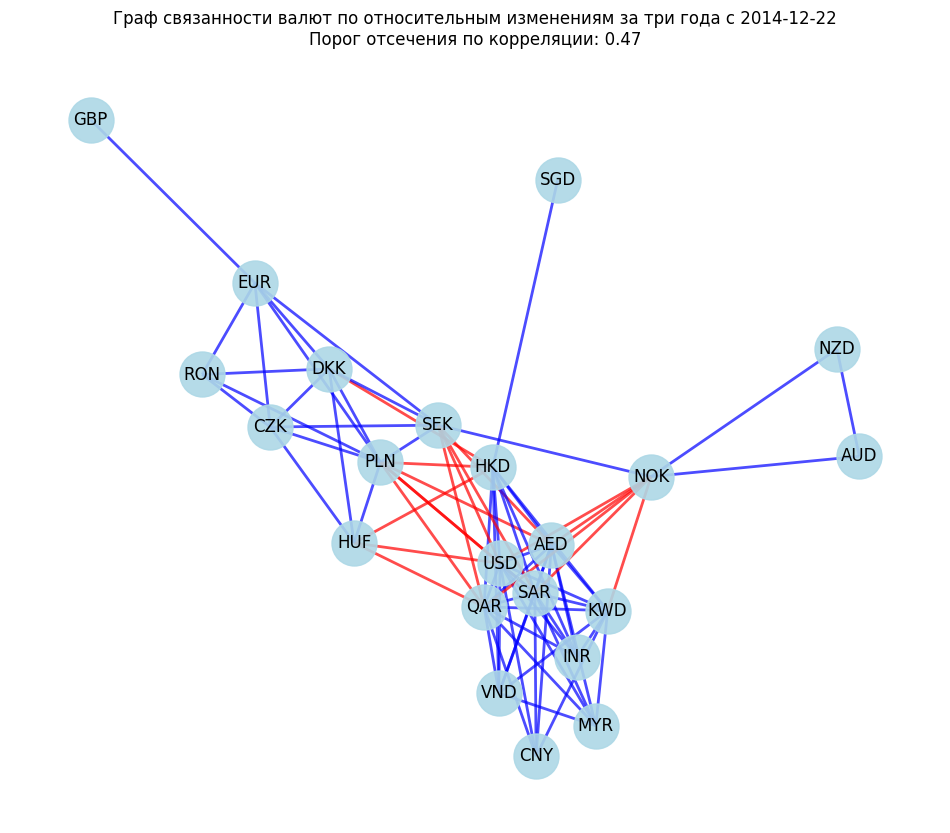 Граф связанности валют по относительным изменениям за три года с 2014-12-22
Порог отсечения по корреляции: 0.47
GBP
SGD
EUR
NZD
DKK
RON
SEK
CZK
AUD
PLN
HKD
NOK
HUF
AED
USD
SAR
QAR
KWD
INR
VND
MYR
CNY